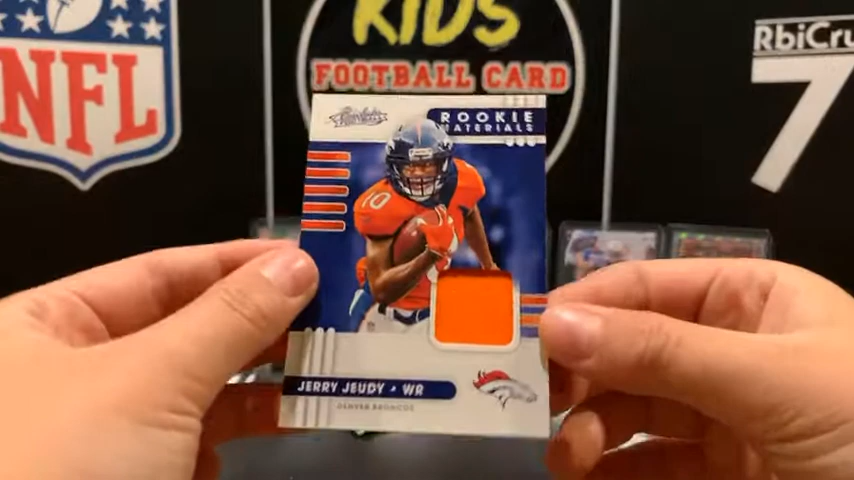 KIDS
FOOTBALL CARD
NFL
RbiCru
7
Absolute
ROOKIE
MATERIALS
10
JERRY JEUDY • WR
DENVER BRONCOS